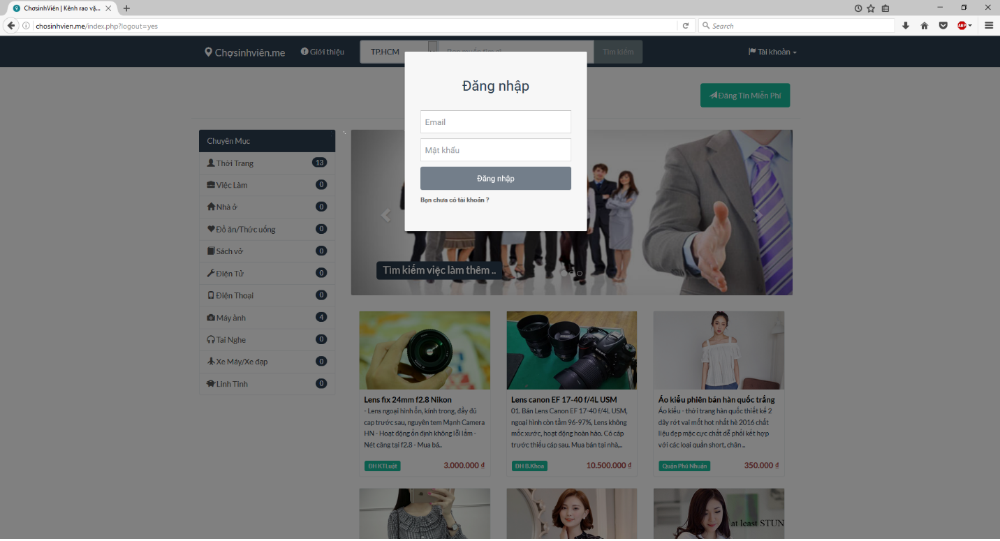 ChợsinhViên | Kênh rao vặ...
chosinhvien.me/index.php?logout=yes
Search
ABP
Chợsinhviên.me
Giới thiệu
TP.HCM
Tìm kiếm
Tài khoản
Đăng nhập
Email
Mật khẩu
Đăng nhập
Bạn chưa có tài khoản ?
Đăng Tin Miễn Phí
Chuyên Mục
Thời Trang 13
Việc Làm 0
Nhà ở 0
Đồ ăn/Thức uống 0
Sách vở 0
Điện Tử 0
Điện Thoại 0
Máy ảnh 4
Tai Nghe 0
Xe Máy/Xe đạp 0
Linh Tinh 0
Tìm kiếm việc làm thêm ..
Lens fix 24mm f2.8 Nikon
- Lens ngoại hình ổn, kính trong, đầy đủ
cap trước sau, nguyên tem Mạnh Camera
HN - Hoạt động ổn định không lỗi lầm -
Nét căng tại f2.8 - Mua bá..
ĐH KTLuật
3.000.000 đ
Lens canon EF 17-40 f/4L USM
01. Bán Lens Canon EF 17-40 f/4L USM,
ngoại hình còn tầm 96-97%, Lens không
mốc xước, hoạt động hoàn hảo. Có cáp
trước thiếu cáp sau. Mua bán tại nhà,...
ĐH B.Khoa
10.500.000 đ
Áo kiểu phiên bản hàn quốc trắng
Áo kiểu - thời trang hàn quốc thiết kế 2
dây rớt vai mốt hot nhất hè 2016 chất
liệu đẹp mặc cực chất dễ phối kết hợp
với các loại quần short, chân ..
Quận Phú Nhuận
350.000 đ
at least STUN